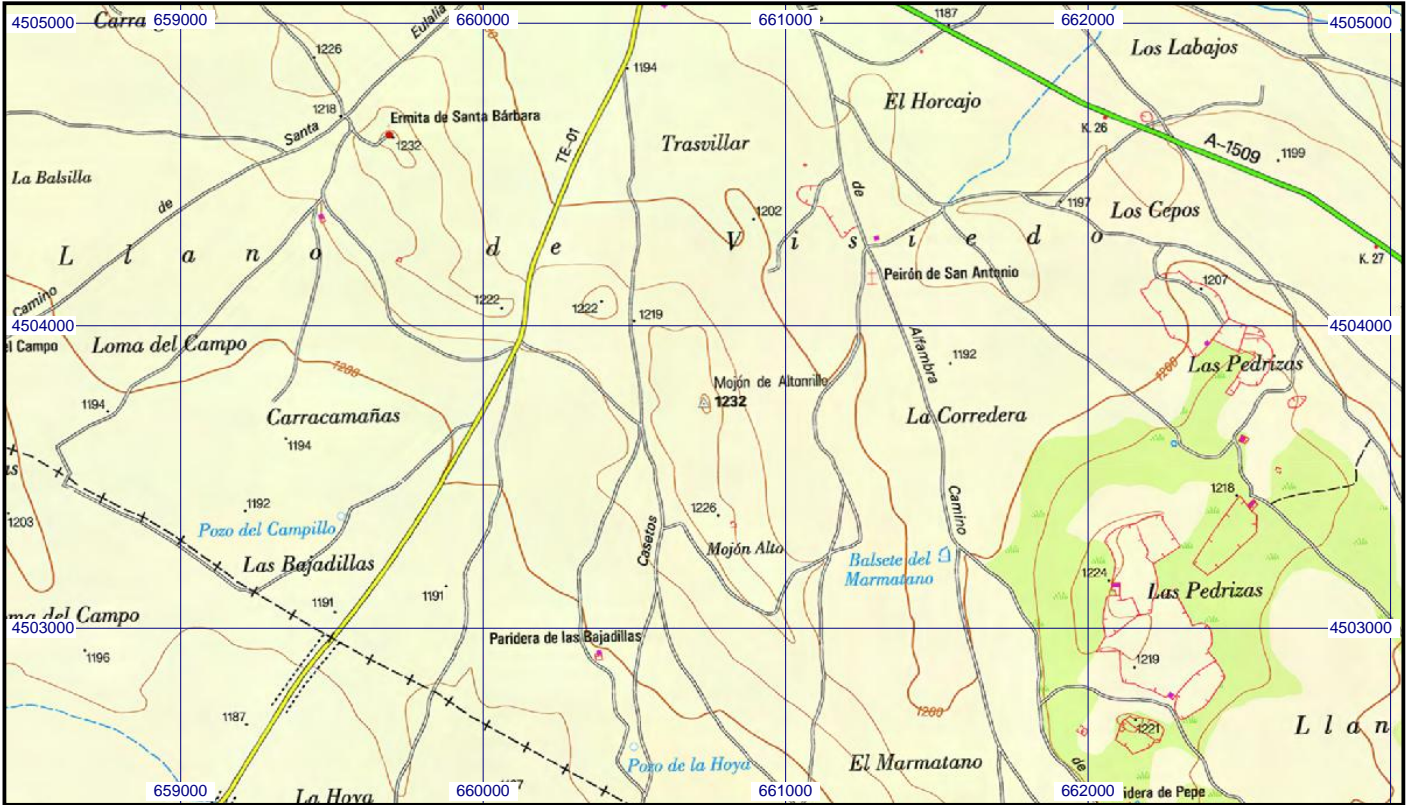 659000
660000
661000
662000
4505000
4505000
Eulalia
1187
Los Labajos
1226
1194
El Horcajo
1218
Ermita de Santa Bárbara
Santa
1232
TE-01
Trasvillar
K. 26
A-1509
1199
La Balsilla
de
de
1197
Los Cepos
1202
Llano de Visiedo
K. 27
Peirón de San Antonio
1207
Camino
1222
1222
1219
4504000
4504000
el Campo
Loma del Campo
1200
Alfambra
1192
1200
Las Pedrizas
Mojón de Altonrillo
1232
1194
Carracamañas
La Corredera
1194
1203
1192
Pozo del Campillo
1226
1218
Camino
Casetos
Mojón Alto
Las Bajadillas
Balsete del
Marmatano
1224
Las Pedrizas
1191
1191
ma del Campo
4503000
4503000
Paridera de las Bajadillas
1196
1219
1187
1200
1221
Llan
Pozo de la Hoya
El Marmatano
de
La Hoya
idera de Pepe
659000
660000
661000
662000